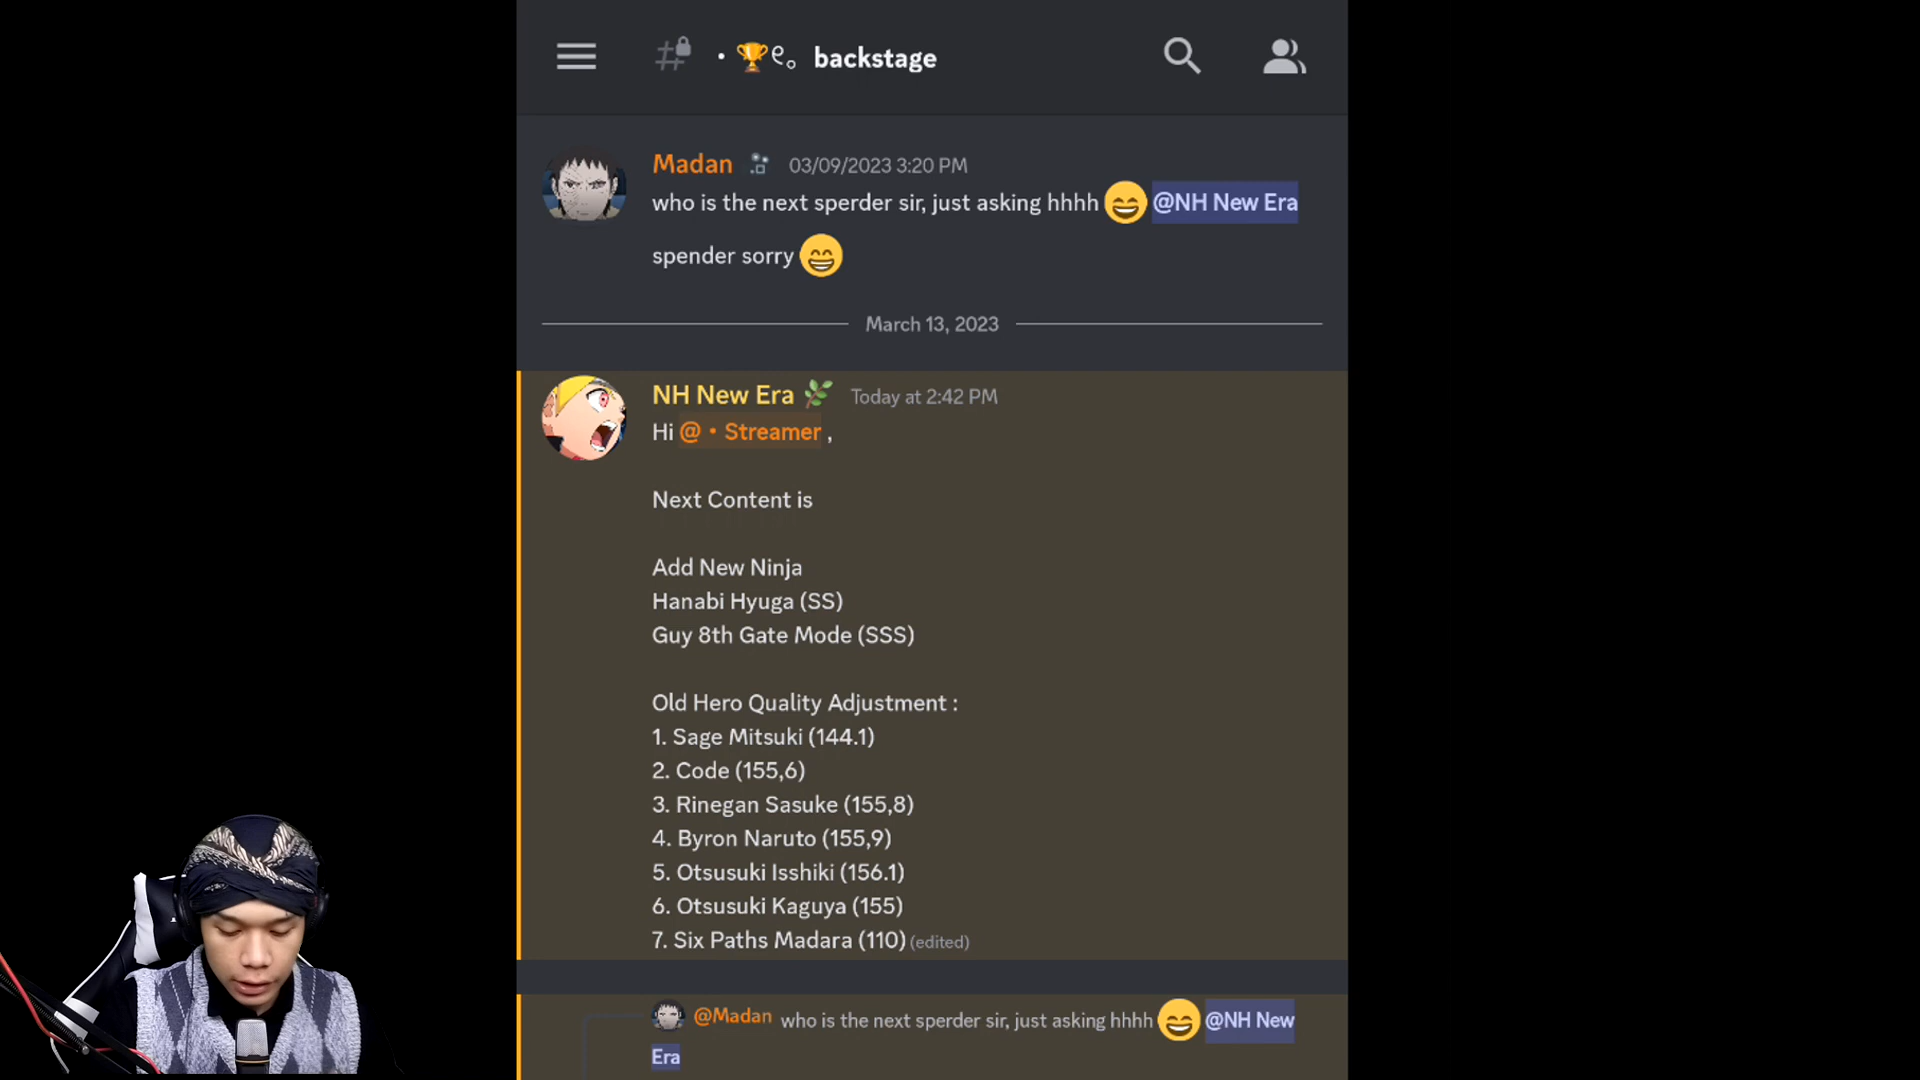 backstage
Madan 03/09/2023 3:20 PM
who is the next sperder sir, just asking hhhh 😄 @NH New Era
spender sorry 😄
March 13, 2023
NH New Era 🌿 Today at 2:42 PM
Hi @ • Streamer ,
Next Content is
Add New Ninja
Hanabi Hyuga (SS)
Guy 8th Gate Mode (SSS)
Old Hero Quality Adjustment :
1. Sage Mitsuki (144.1)
2. Code (155,6)
3. Rinegan Sasuke (155,8)
4. Byron Naruto (155,9)
5. Otsusuki Isshiki (156.1)
6. Otsusuki Kaguya (155)
7. Six Paths Madara (110) (edited)
@Madan who is the next sperder sir, just asking hhhh 😄 @NH New
Era